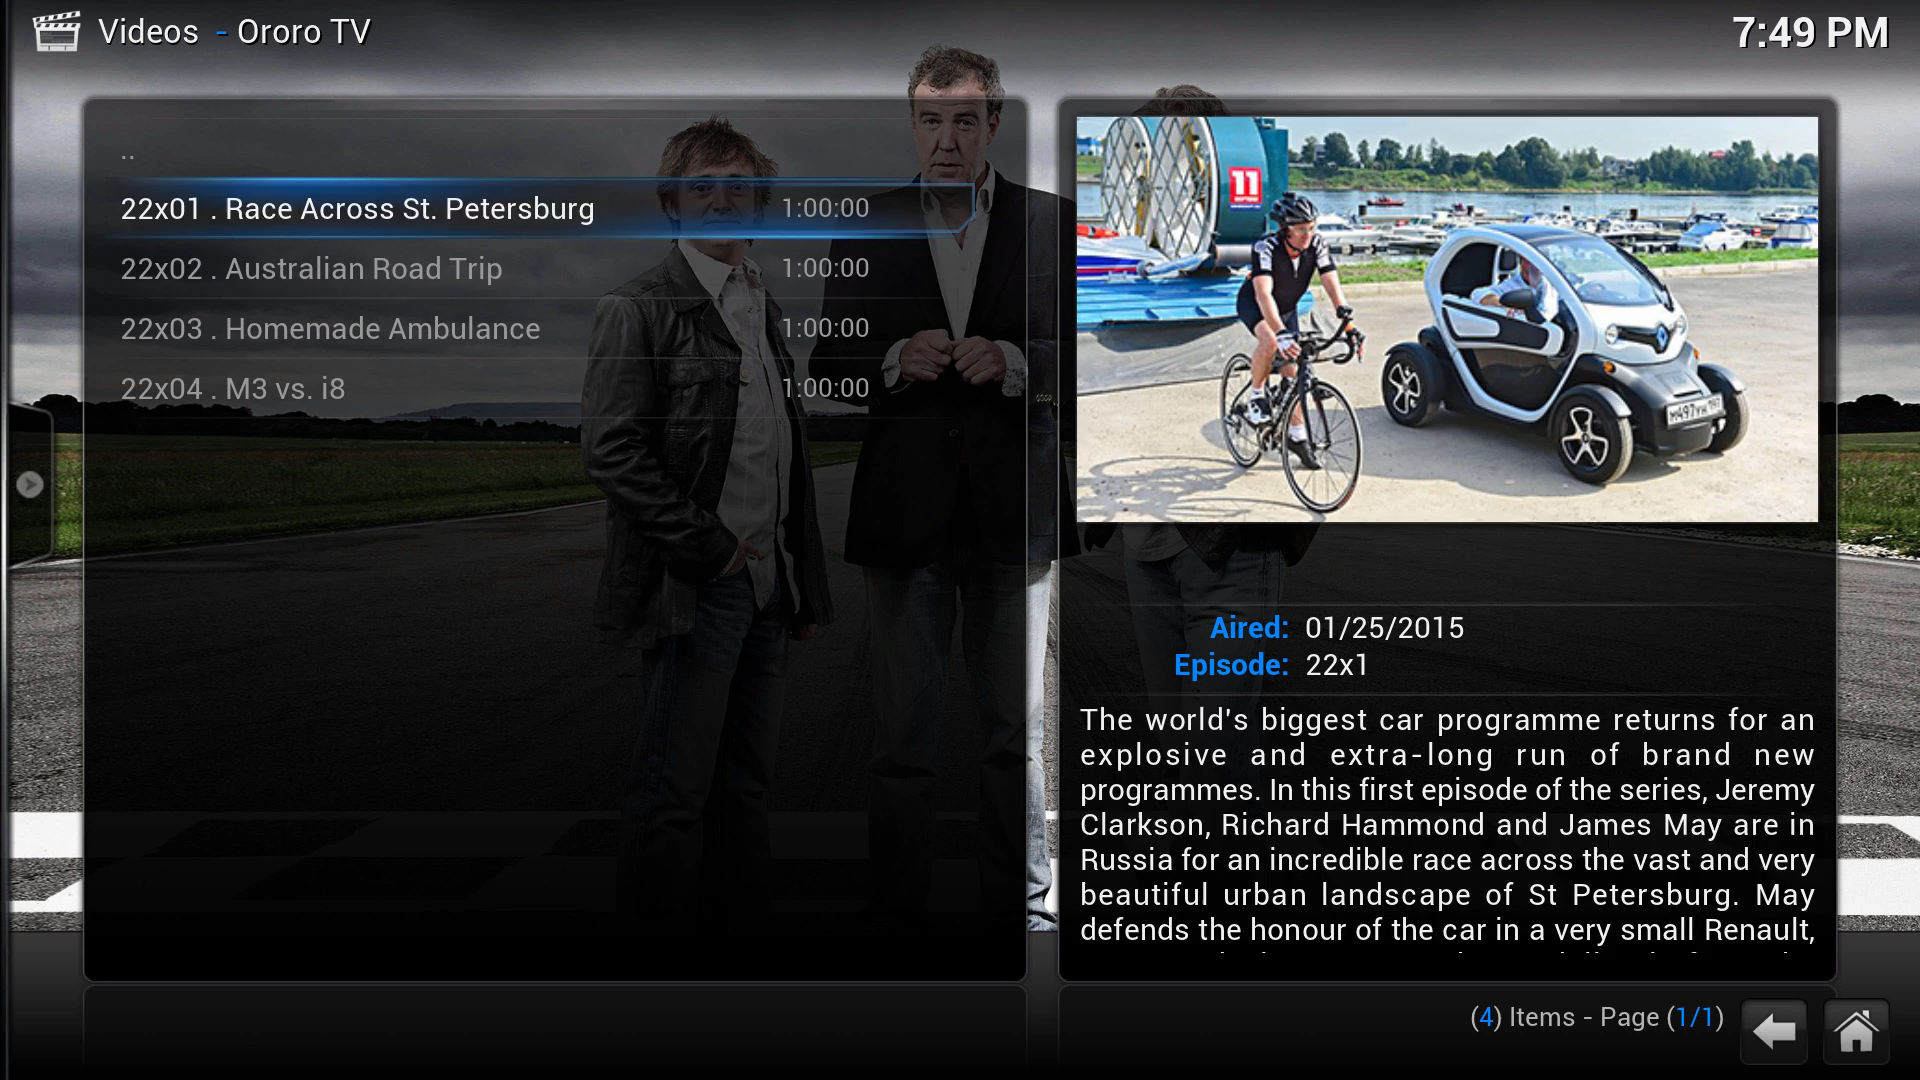 Videos - Ororo TV
7:49 PM
..
22x01 . Race Across St. Petersburg 1:00:00
22x02 . Australian Road Trip 1:00:00
22x03 . Homemade Ambulance 1:00:00
22x04 . M3 vs. i8 1:00:00
11
Aired: 01/25/2015
Episode: 22x1
The world's biggest car programme returns for an
explosive and extra-long run of brand new
programmes. In this first episode of the series, Jeremy
Clarkson, Richard Hammond and James May are in
Russia for an incredible race across the vast and very
beautiful urban landscape of St Petersburg. May
defends the honour of the car in a very small Renault,
(4) Items - Page (1/1)